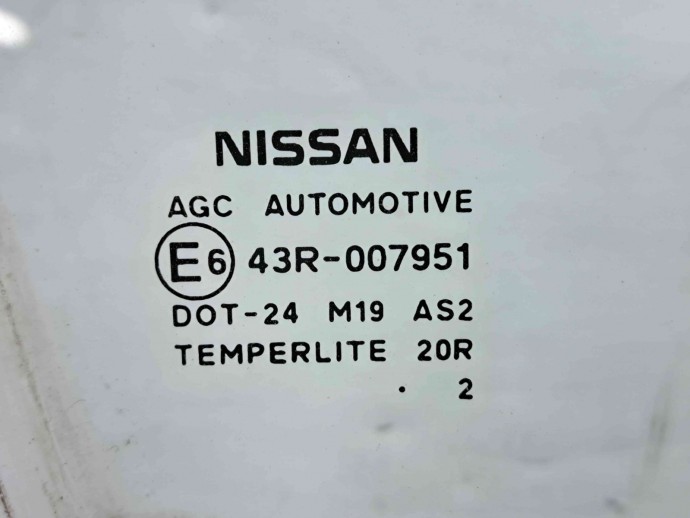 NISSAN
AGC AUTOMOTIVE
E6 43R-007951
DOT-24 M19 AS2
TEMPERLITE 20R
. 2